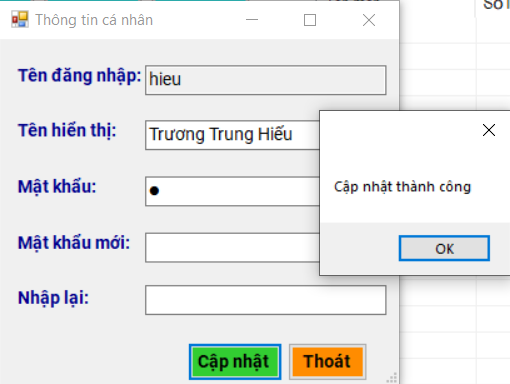 Thông tin cá nhân
Tên đăng nhập: hieu
Tên hiển thị: Trương Trung Hiếu
Mật khẩu: ●
Mật khẩu mới:
Nhập lại:
Cập nhật Thoát
Cập nhật thành công
OK